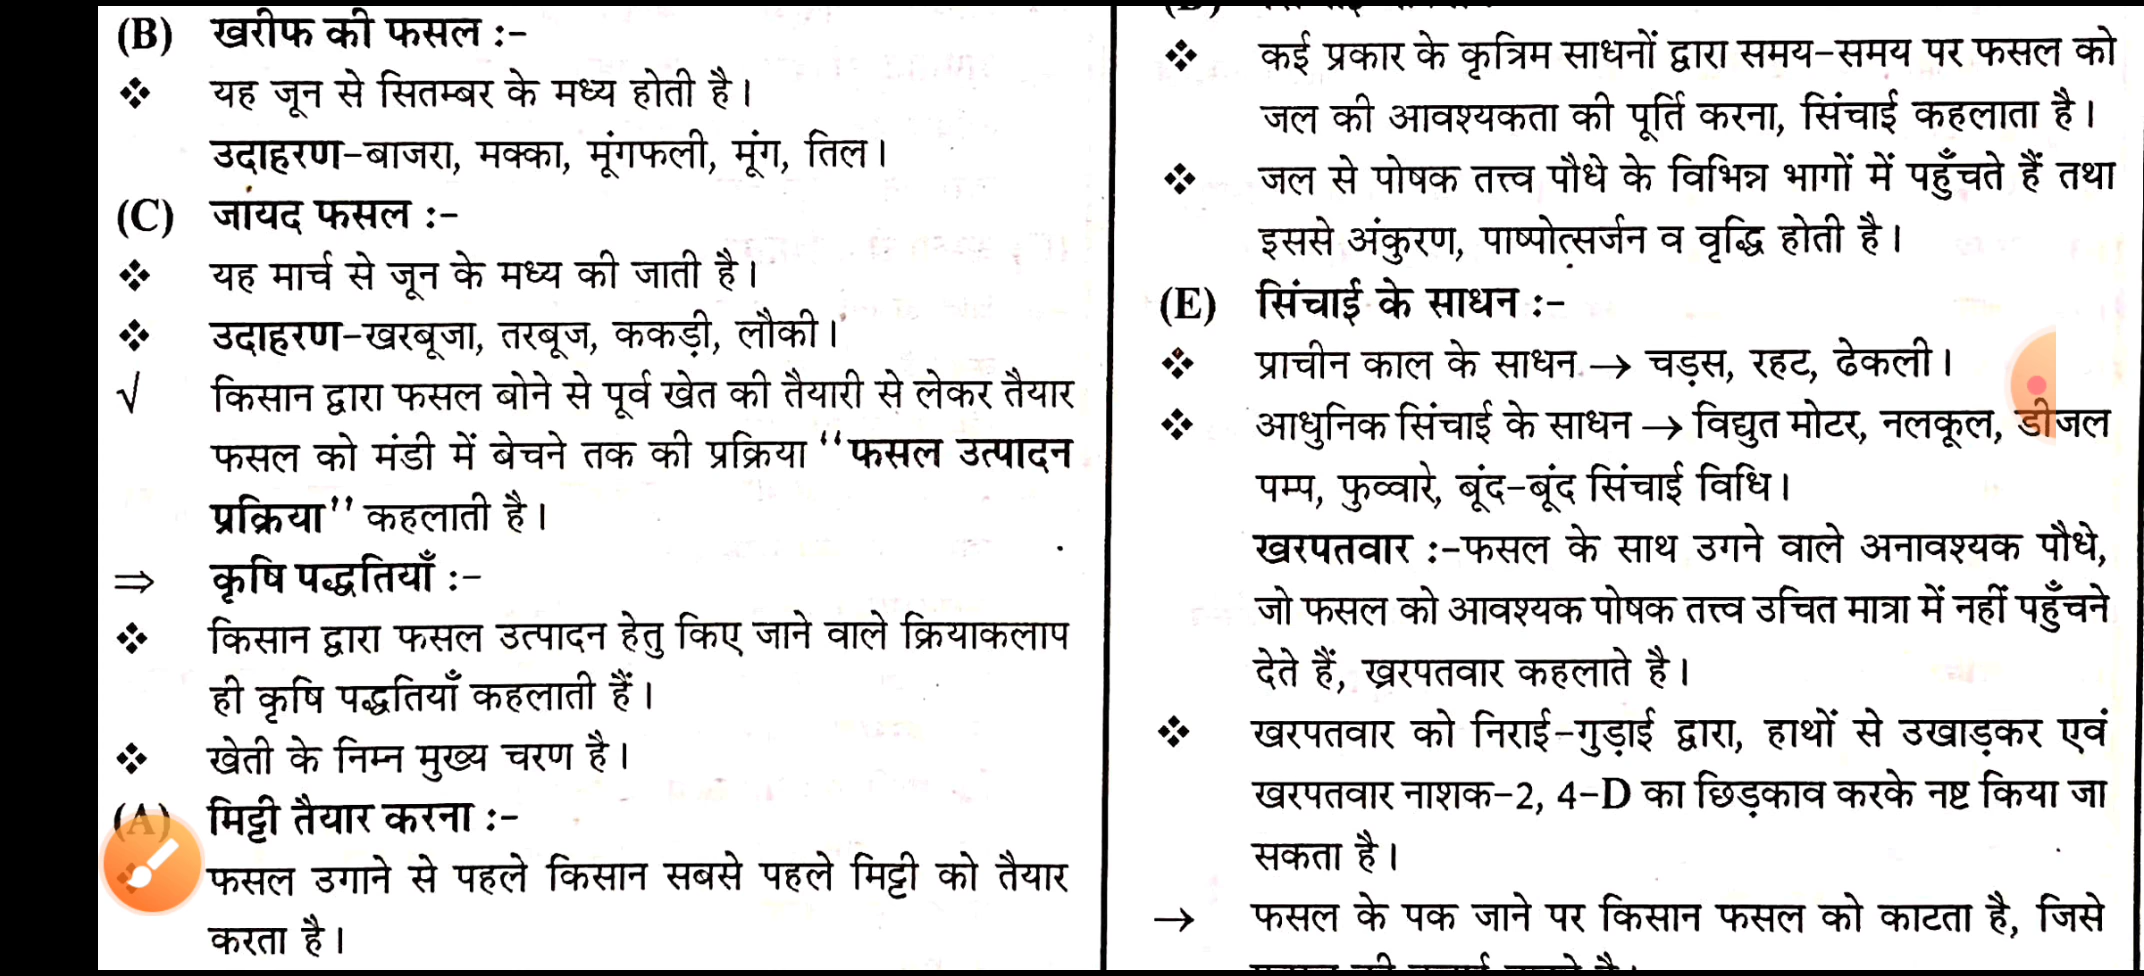 (B) खरीफ की फसल :-
❖ यह जून से सितम्बर के मध्य होती है।
उदाहरण-बाजरा, मक्का, मूंगफली, मूंग, तिल।
(C) जायद फसल :-
❖ यह मार्च से जून के मध्य की जाती है।
❖ उदाहरण-खरबूजा, तरबूज, ककड़ी, लौकी।
√ किसान द्वारा फसल बोने से पूर्व खेत की तैयारी से लेकर तैयार
फसल को मंडी में बेचने तक की प्रक्रिया ‘‘फसल उत्पादन
प्रक्रिया’’ कहलाती है।
⇒ कृषि पद्धतियाँ :-
❖ किसान द्वारा फसल उत्पादन हेतु किए जाने वाले क्रियाकलाप
ही कृषि पद्धतियाँ कहलाती हैं।
❖ खेती के निम्न मुख्य चरण है।
(A) मिट्टी तैयार करना :-
फसल उगाने से पहले किसान सबसे पहले मिट्टी को तैयार
करता है।
❖ कई प्रकार के कृत्रिम साधनों द्वारा समय-समय पर फसल को
जल की आवश्यकता की पूर्ति करना, सिंचाई कहलाता है।
❖ जल से पोषक तत्त्व पौधे के विभिन्न भागों में पहुँचते हैं तथा
इससे अंकुरण, पाष्पोत्सर्जन व वृद्धि होती है।
(E) सिंचाई के साधन :-
❖ प्राचीन काल के साधन → चड़स, रहट, ढेकली।
❖ आधुनिक सिंचाई के साधन → विद्युत मोटर, नलकूल, डीजल
पम्प, फुव्वारे, बूंद-बूंद सिंचाई विधि।
खरपतवार :-फसल के साथ उगने वाले अनावश्यक पौधे,
जो फसल को आवश्यक पोषक तत्त्व उचित मात्रा में नहीं पहुँचने
देते हैं, खरपतवार कहलाते है।
❖ खरपतवार को निराई-गुड़ाई द्वारा, हाथों से उखाड़कर एवं
खरपतवार नाशक-2, 4-D का छिड़काव करके नष्ट किया जा
सकता है।
→ फसल के पक जाने पर किसान फसल को काटता है, जिसे